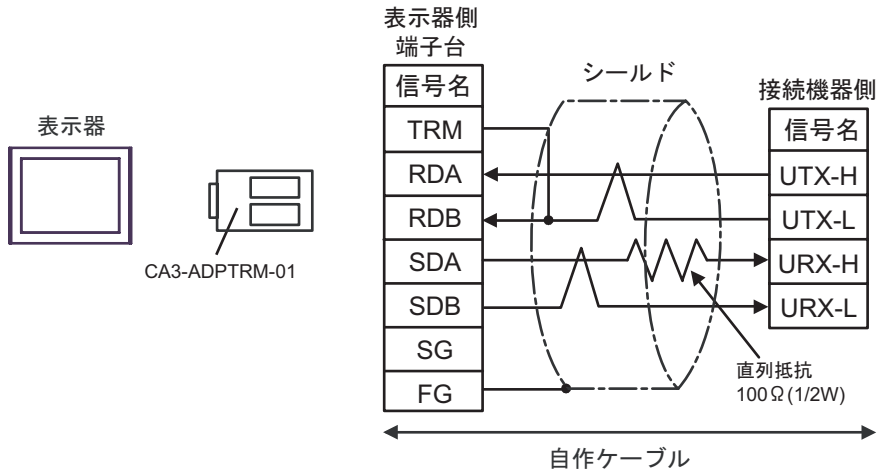 表示器側
端子台
信号名
TRM
RDA
RDB
SDA
SDB
SG
FG
シールド
接続機器側
信号名
UTX-H
UTX-L
URX-H
URX-L
表示器
CA3-ADPTRM-01
直列抵抗
100Ω(1/2W)
自作ケーブル